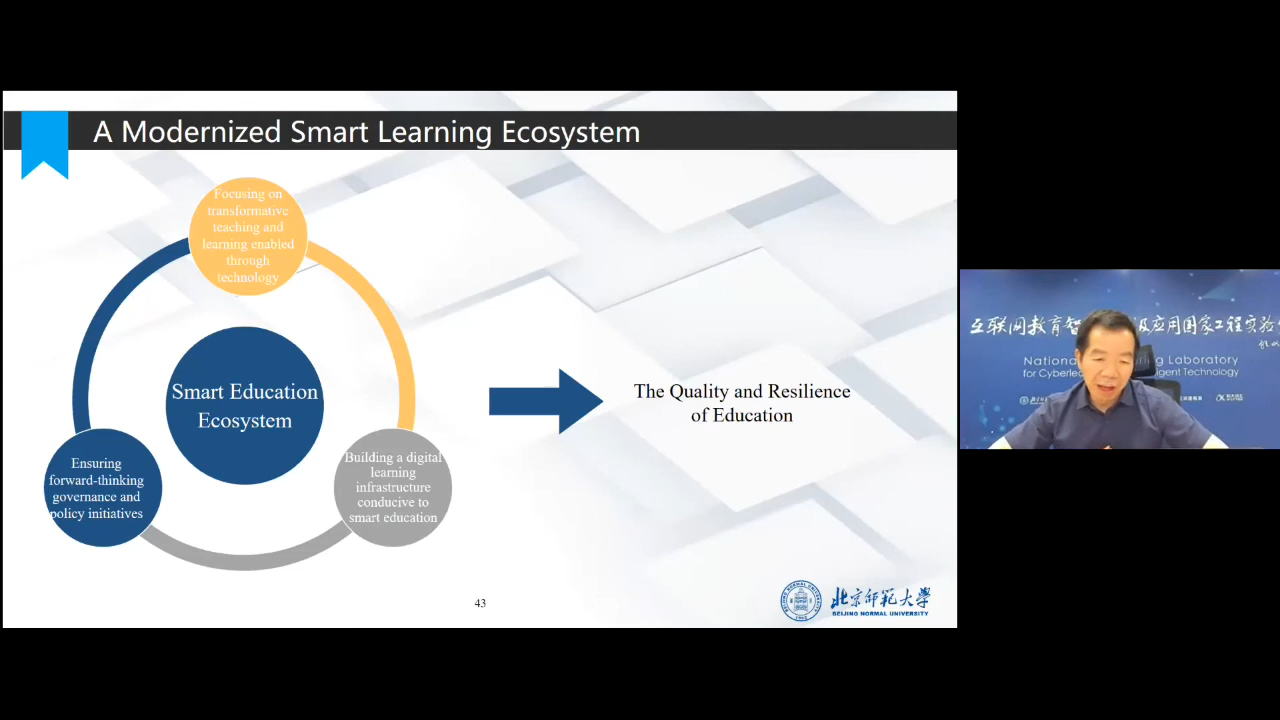 A Modernized Smart Learning Ecosystem
Focusing on
transformative
teaching and
learning enabled
through
technology
Smart Education
Ecosystem
Ensuring
forward-thinking
governance and
policy initiatives
Building a digital
learning
infrastructure
conducive to
smart education
The Quality and Resilience
of Education
43
北京师范大学
BEIJING NORMAL UNIVERSITY
互联网教育智 及应用国家工程实验
National Laboratory
for Technology